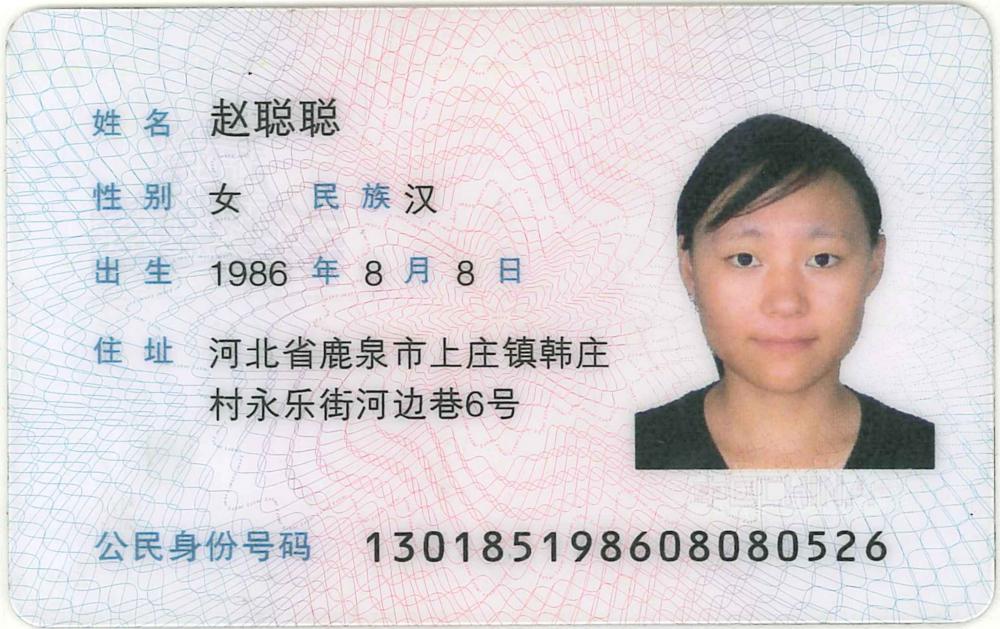 姓名 赵聪聪
性别 女 民族 汉
出生 1986 年 8 月 8 日
住址 河北省鹿泉市上庄镇韩庄
村永乐街河边巷6号
公民身份号码 130185198608080526